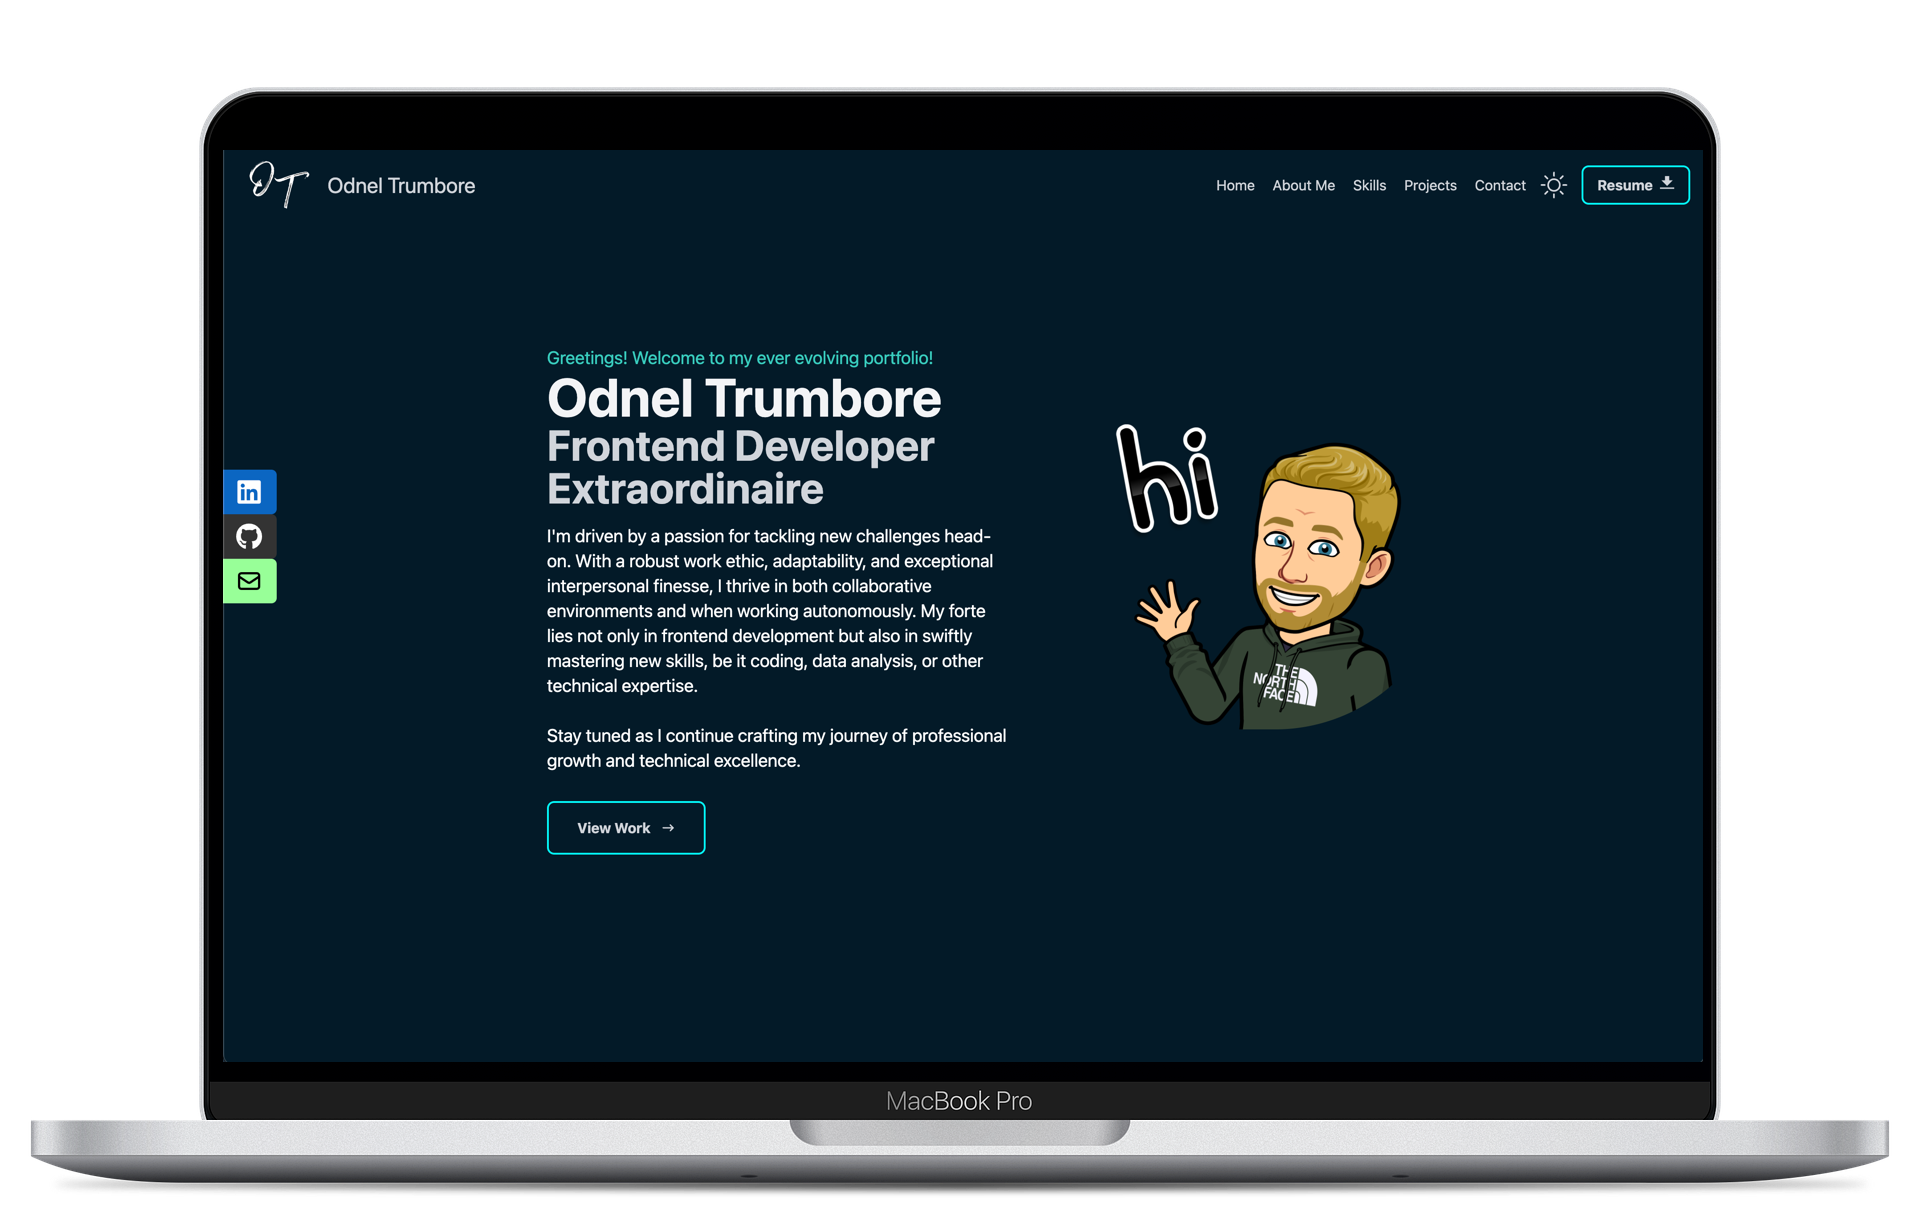 OT Odnel Trumbore
Home About Me Skills Projects Contact Resume
Greetings! Welcome to my ever evolving portfolio!
Odnel Trumbore
Frontend Developer
Extraordinaire
I'm driven by a passion for tackling new challenges head-
on. With a robust work ethic, adaptability, and exceptional
interpersonal finesse, I thrive in both collaborative
environments and when working autonomously. My forte
lies not only in frontend development but also in swiftly
mastering new skills, be it coding, data analysis, or other
technical expertise.
Stay tuned as I continue crafting my journey of professional
growth and technical excellence.
View Work →
hi
THE
NORTH
FACE
in
MacBook Pro